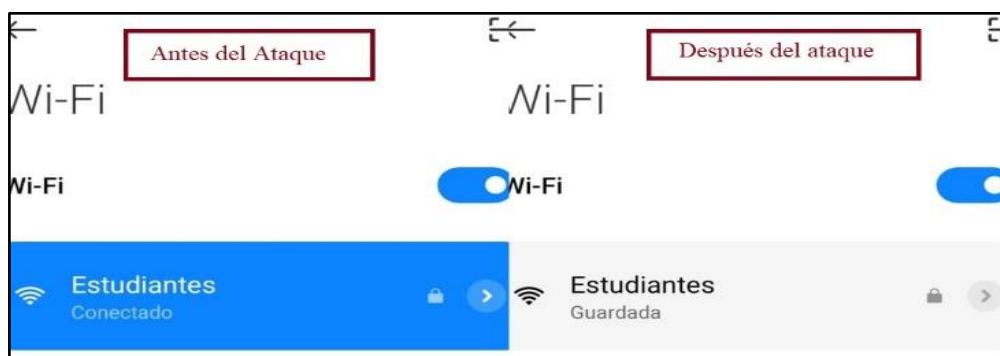 Antes del Ataque
Wi-Fi
Wi-Fi
Estudiantes
Conectado
Después del ataque
Wi-Fi
Wi-Fi
Estudiantes
Guardada